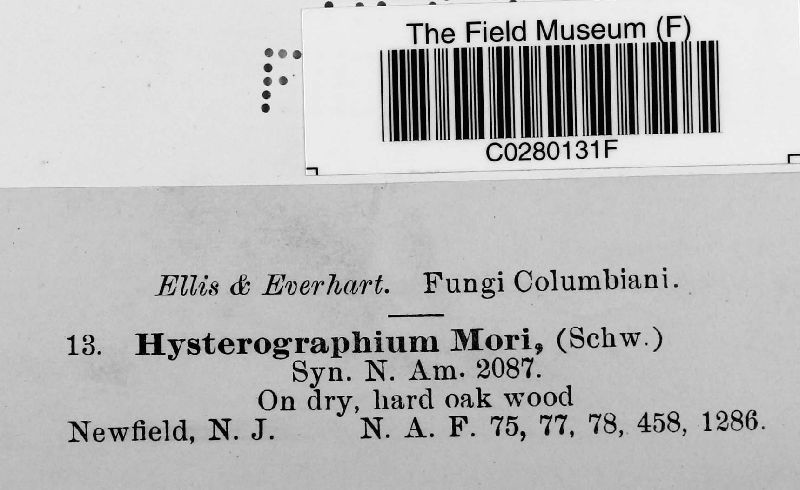 The Field Museum (F)
F
C0280131F
Ellis & Everhart. Fungi Columbiani.
13. Hysterographium Mori, (Schw.)
Syn. N. Am. 2087.
On dry, hard oak wood
Newfield, N. J. N. A. F. 75, 77, 78, 458, 1286.